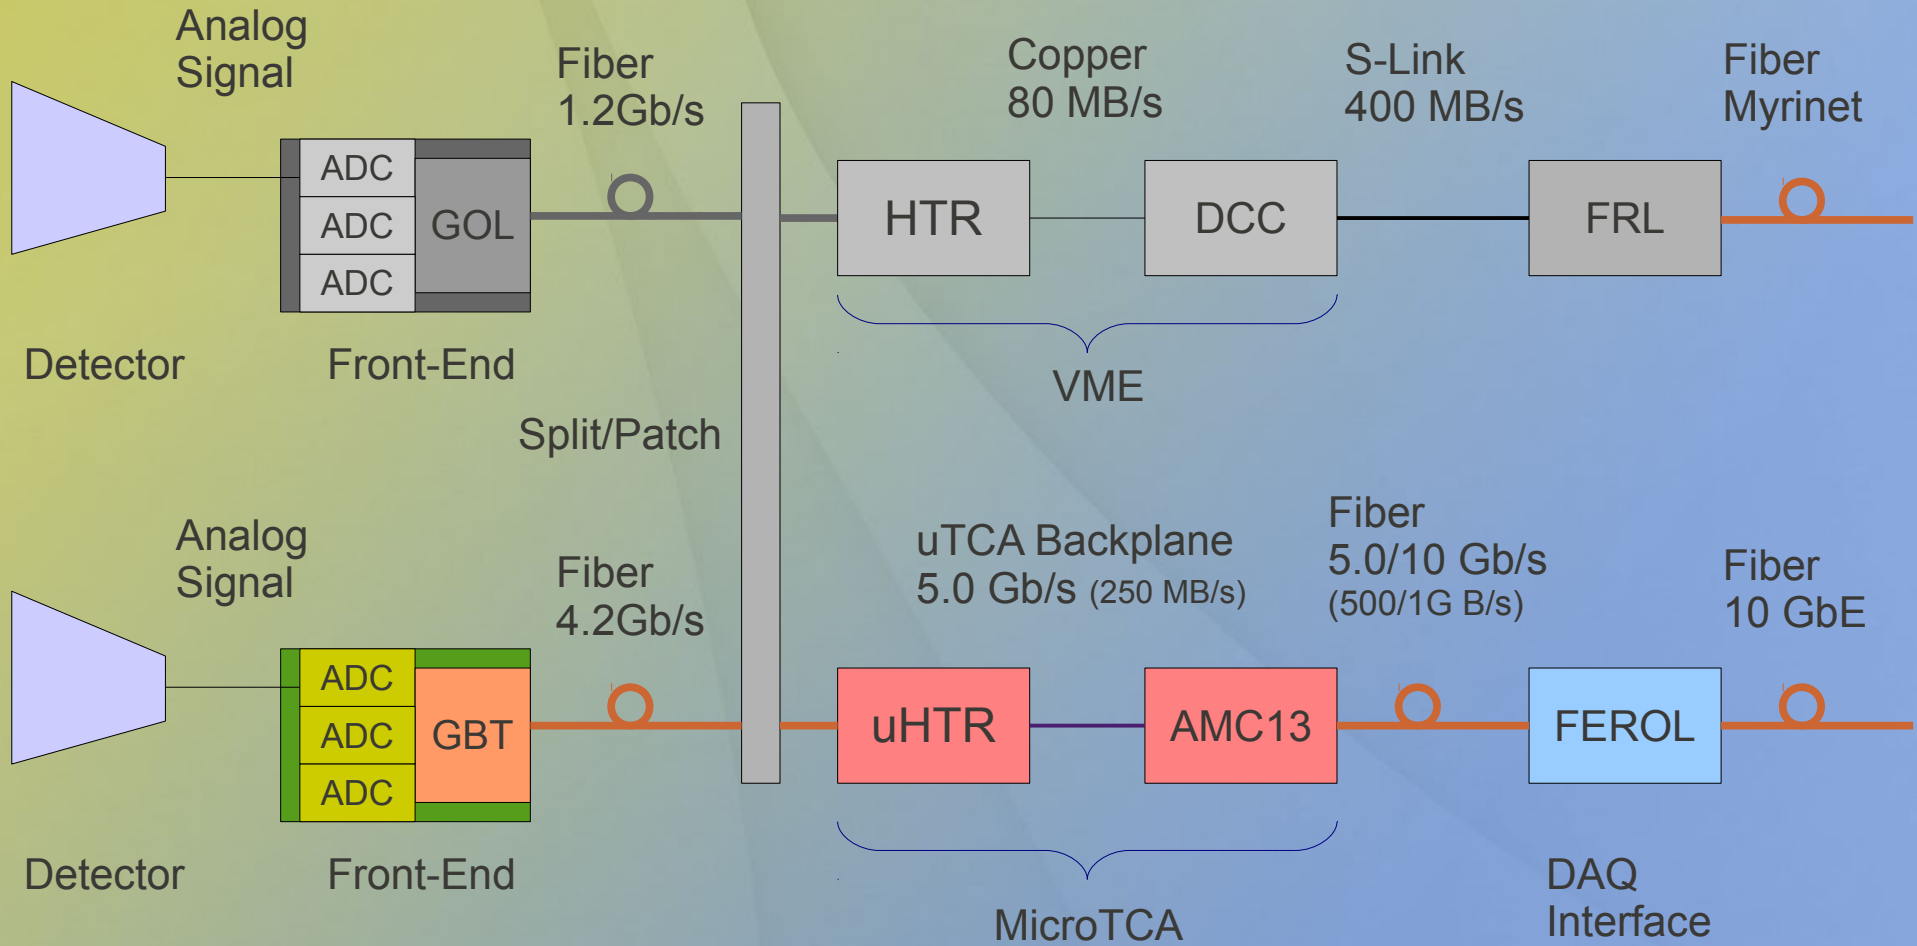 Analog
Signal
Fiber
1.2Gb/s
Copper
80 MB/s
S-Link
400 MB/s
Fiber
Myrinet
ADC
ADC
ADC
GOL
HTR
DCC
FRL
Detector
Front-End
VME
Split/Patch
Analog
Signal
Fiber
4.2Gb/s
uTCA Backplane
5.0 Gb/s (250 MB/s)
Fiber
5.0/10 Gb/s
(500/1G B/s)
Fiber
10 GbE
ADC
ADC
ADC
GBT
uHTR
AMC13
FEROL
Detector
Front-End
MicroTCA
DAQ
Interface